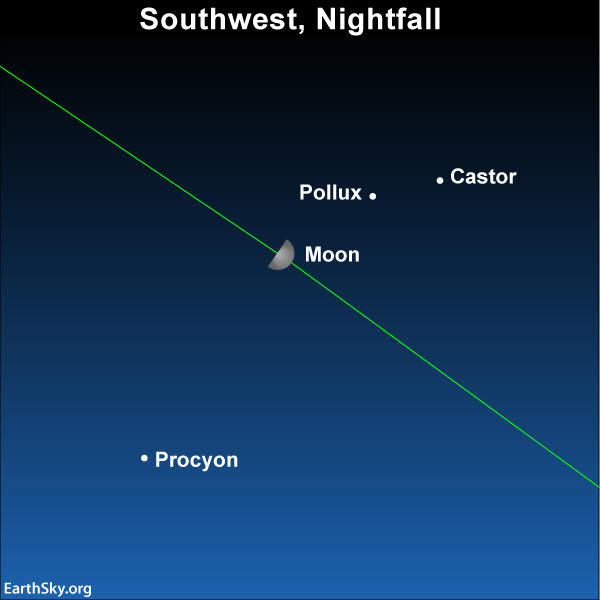 Southwest, Nightfall
Castor
Pollux
Moon
Procyon
EarthSky.org